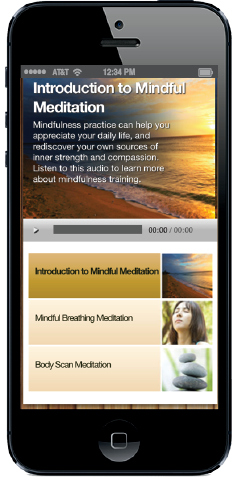 AT&T 12:34 PM
Introduction to Mindful
Meditation
Mindfulness practice can help you
appreciate your daily life, and
rediscover your own sources of
inner strength and compassion.
Listen to this audio to learn more
about mindfulness training.
00:00 / 00:00
Introduction to Mindful Meditation
Mindful Breathing Meditation
Body Scan Meditation